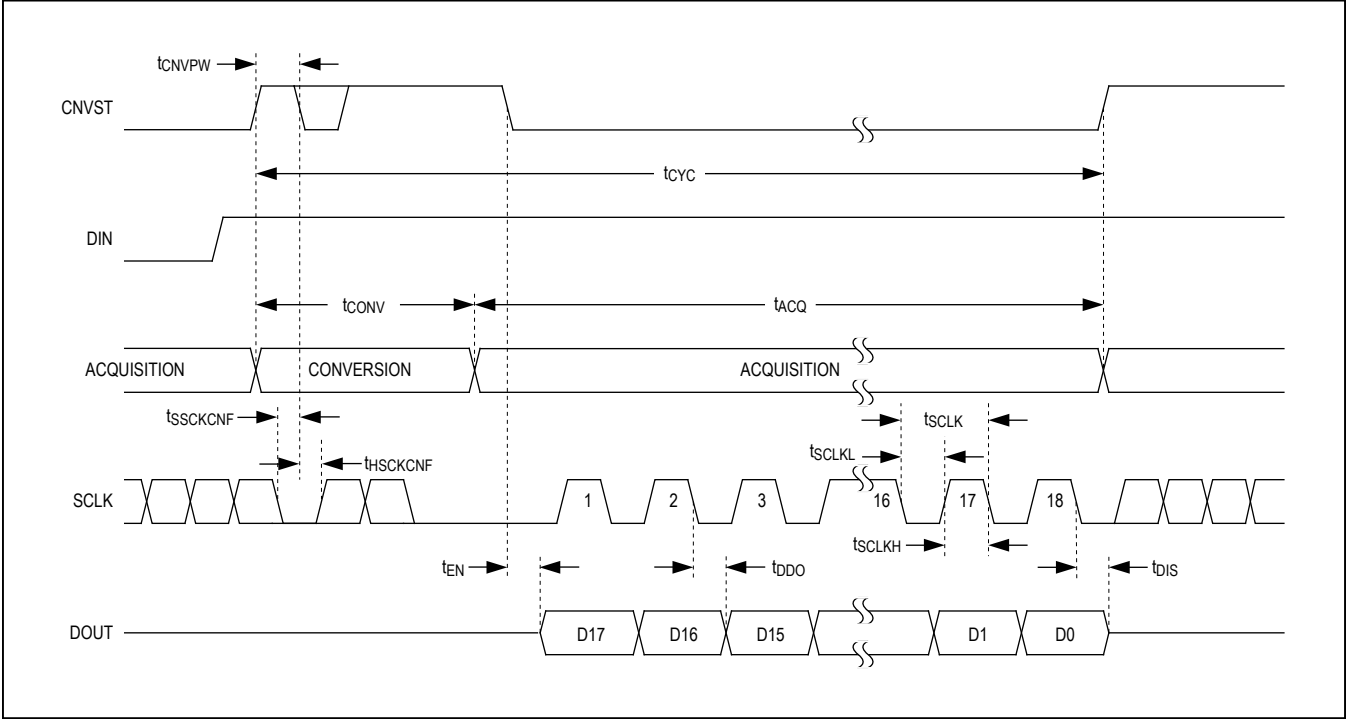 tCNVPW
CNVST
tCYC
DIN
tCONV
tACQ
ACQUISITION
CONVERSION
ACQUISITION
tSSCKCNF
tSCLK
tSCLKL
tHSCKCNF
SCLK
1
2
3
16
17
18
tSCLKH
tEN
tDDO
tDIS
DOUT
D17
D16
D15
D1
D0